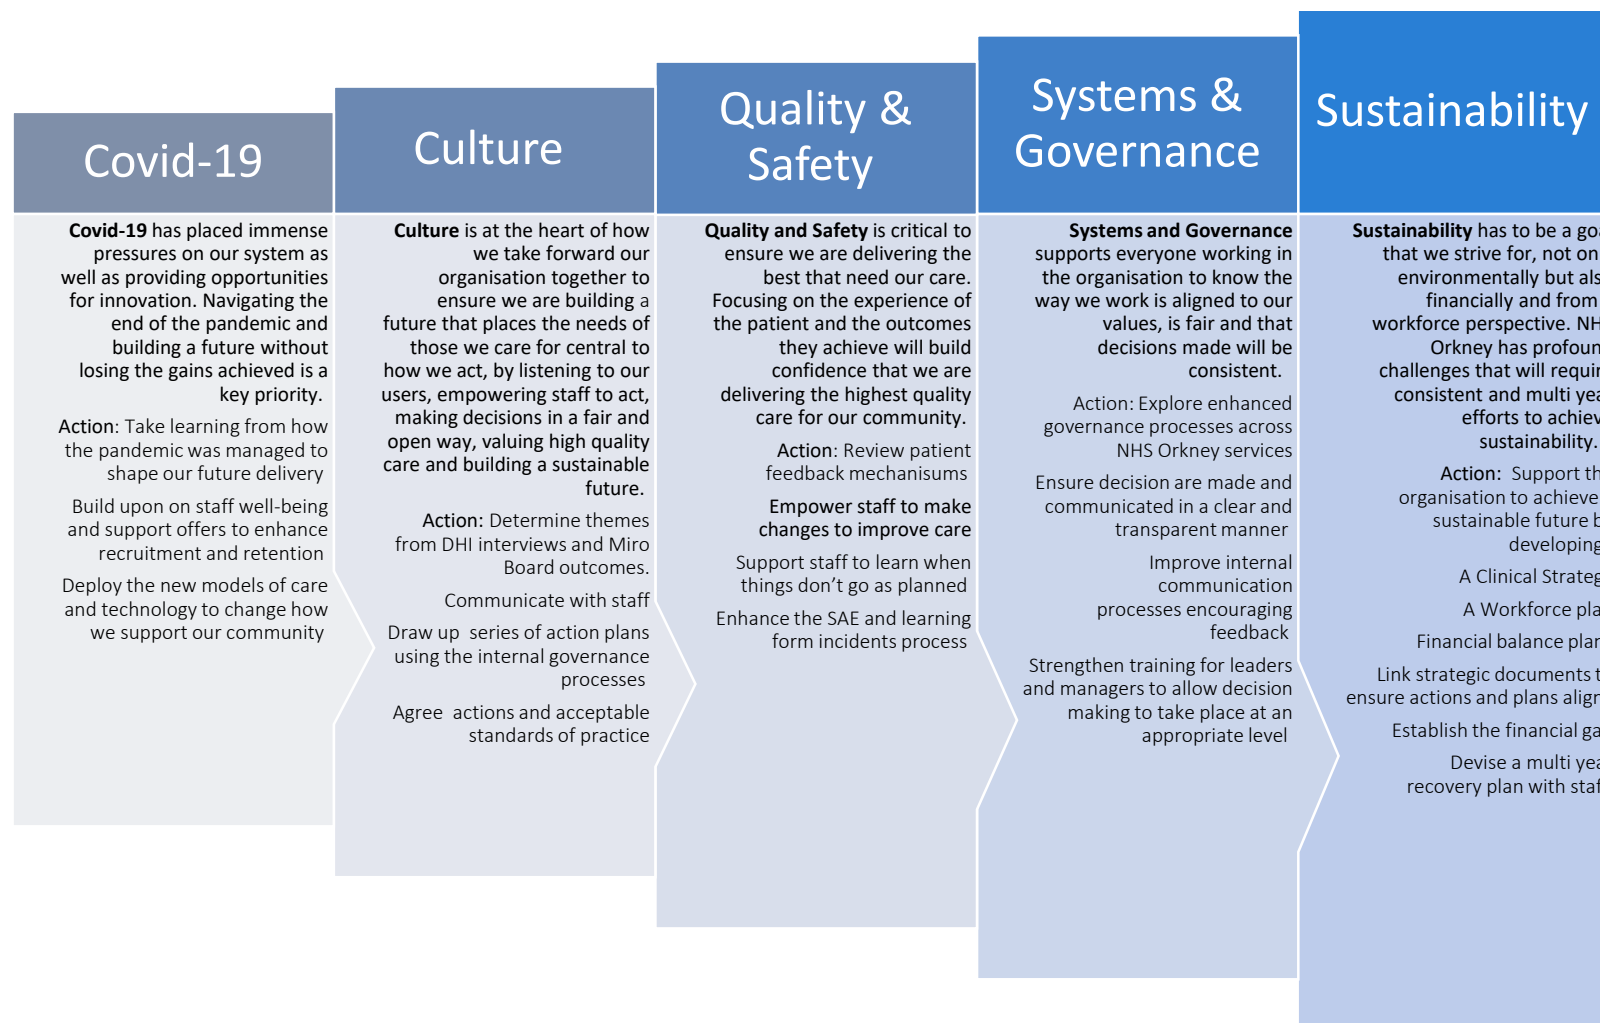 Covid-19
Covid-19 has placed immense
pressures on our system as
well as providing opportunities
for innovation. Navigating the
end of the pandemic and
building a future without
losing the gains achieved is a
key priority.
Action: Take learning from how
the pandemic was managed to
shape our future delivery
Build upon on staff well-being
and support offers to enhance
recruitment and retention
Deploy the new models of care
and technology to change how
we support our community
Culture
Culture is at the heart of how
we take forward our
organisation together to
ensure we are building a
future that places the needs of
those we care for central to
how we act, by listening to our
users, empowering staff to act,
making decisions in a fair and
open way, valuing high quality
care and building a sustainable
future.
Action: Determine themes
from DHI interviews and Miro
Board outcomes.
Communicate with staff
Draw up series of action plans
using the internal governance
processes
Agree actions and acceptable
standards of practice
Quality &
Safety
Quality and Safety is critical to
ensure we are delivering the
best that need our care.
Focusing on the experience of
the patient and the outcomes
they achieve will build
confidence that we are
delivering the highest quality
care for our community.
Action: Review patient
feedback mechanisums
Empower staff to make
changes to improve care
Support staff to learn when
things don't go as planned
Enhance the SAE and learning
form incidents process
Systems &
Governance
Systems and Governance
supports everyone working in
the organisation to know the
way we work is aligned to our
values, is fair and that
decisions made will be
consistent.
Action: Explore enhanced
governance processes across
NHS Orkney services
Ensure decision are made and
communicated in a clear and
transparent manner
Improve internal
communication
processes encouraging
feedback
Strengthen training for leaders
and managers to allow decision
making to take place at an
appropriate level
Sustainability
Sustainability has to be a
that we strive for, not
environmentally but
financially and from
workforce perspective.
Orkney has
challenges that will
consistent and multi
efforts to
sustainability.
Action: Support
organisation to achieve
sustainable future
developing
A Clinical
A Workforce
Financial balance
Link strategic documents
ensure actions and plans
Establish the financial
Devise a multi
recovery plan with